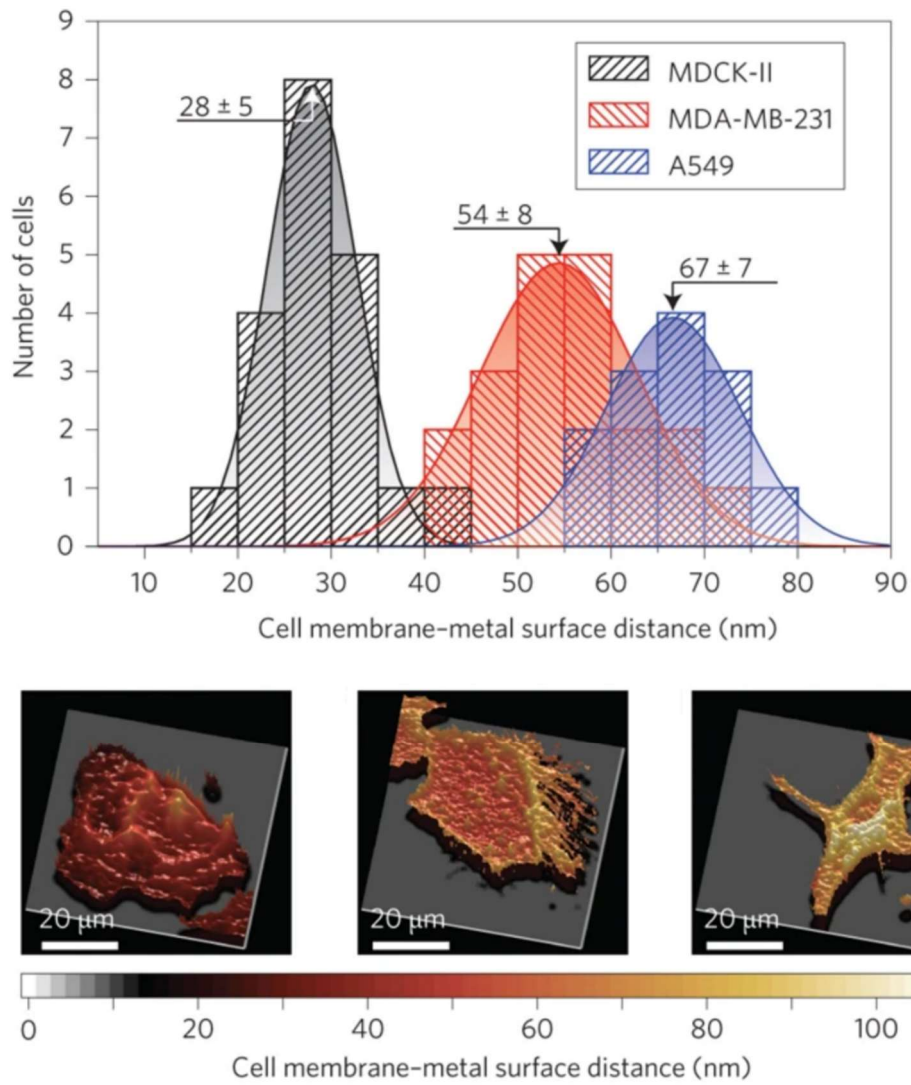 9
8
7
6
5
4
3
2
1
0
Number of cells
28 ± 5
54 ± 8
67 ± 7
MDCK-II
MDA-MB-231
A549
10 20 30 40 50 60 70 80 90
Cell membrane–metal surface distance (nm)
20 μm 20 μm 20 μm
0 20 40 60 80 100
Cell membrane–metal surface distance (nm)